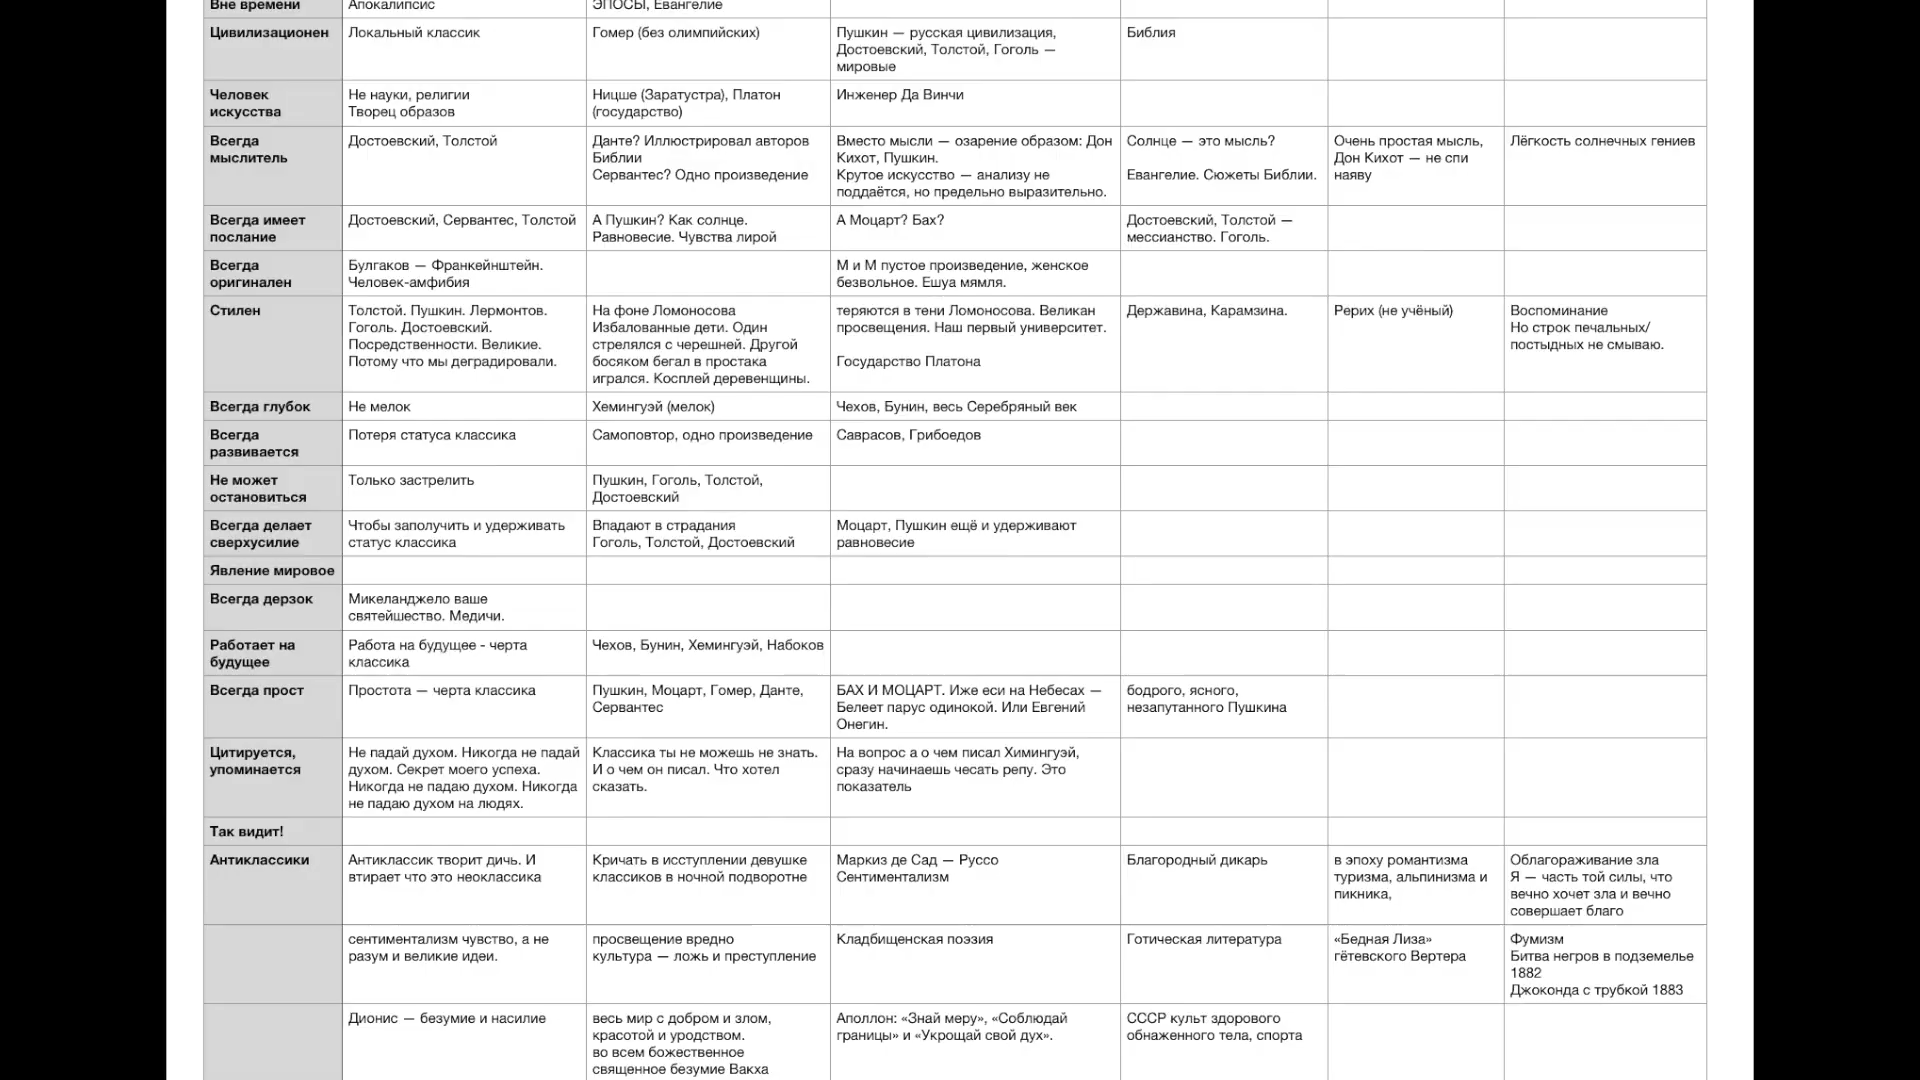 Вне времени
Апокалипсис
ЭПОСЫ, Евангелие
Цивилизационен
Локальный классик
Гомер (без олимпийских)
Пушкин — русская цивилизация,
Достоевский, Толстой, Гоголь —
мировые
Библия
Человек
искусства
Не науки, религии
Творец образов
Ницше (Заратустра), Платон
(государство)
Инженер Да Винчи
Всегда
мыслитель
Достоевский, Толстой
Данте? Иллюстрировал авторов
Библии
Сервантес? Одно произведение
Вместо мысли — озарение образом: Дон
Кихот, Пушкин.
Крутое искусство — анализу не
поддаётся, но предельно выразительно.
Солнце — это мысль?
Евангелие. Сюжеты Библии.
Очень простая мысль,
Дон Кихот — не спи
наяву
Лёгкость солнечных гениев
Всегда имеет
послание
Достоевский, Сервантес, Толстой
А Пушкин? Как солнце.
Равновесие. Чувства лирой
А Моцарт? Бах?
Достоевский, Толстой —
мессианство. Гоголь.
Всегда
оригинален
Булгаков — Франкейнштейн.
Человек-амфибия
М и М пустое произведение, женское
безвольное. Ешуа мямля.
Стилен
Толстой. Пушкин. Лермонтов.
Гоголь. Достоевский.
Посредственности. Великие.
Потому что мы деградировали.
На фоне Ломоносова
Избалованные дети. Один
стрелялся с черешней. Другой
босяком бегал в простака
игрался. Косплей деревенщины.
теряются в тени Ломоносова. Великан
просвещения. Наш первый университет.
Государство Платона
Державина, Карамзина.
Рерих (не учёный)
Воспоминание
Но строк печальных/
постыдных не смываю.
Всегда глубок
Не мелок
Хемингуэй (мелок)
Чехов, Бунин, весь Серебряный век
Всегда
развивается
Потеря статуса классика
Самоповтор, одно произведение
Саврасов, Грибоедов
Не может
остановиться
Только застрелить
Пушкин, Гоголь, Толстой,
Достоевский
Всегда делает
сверхусилие
Чтобы заполучить и удерживать
статус классика
Впадают в страдания
Гоголь, Толстой, Достоевский
Моцарт, Пушкин ещё и удерживают
равновесие
Явление мировое
Всегда дерзок
Микеланджело ваше
святейшество. Медичи.
Работает на
будущее
Работа на будущее - черта
классика
Чехов, Бунин, Хемингуэй, Набоков
Всегда прост
Простота — черта классика
Пушкин, Моцарт, Гомер, Данте,
Сервантес
БАХ И МОЦАРТ. Иже еси на Небесах —
Белеет парус одинокой. Или Евгений
Онегин.
бодрого, ясного,
незапутанного Пушкина
Цитируется,
упоминается
Не падай духом. Никогда не падай
духом. Секрет моего успеха.
Никогда не падаю духом. Никогда
не падаю духом на людях.
Классика ты не можешь не знать.
И о чем он писал. Что хотел
сказать.
На вопрос а о чем писал Химингуэй,
сразу начинаешь чесать репу. Это
показатель
Так видит!
Антиклассики
Антиклассик творит дичь. И
втирает что это неоклассика
Кричать в исступлении девушке
классиков в ночной подворотне
Маркиз де Сад — Руссо
Сентиментализм
Благородный дикарь
в эпоху романтизма
туризма, альпинизма и
пикника,
Облагораживание зла
Я — часть той силы, что
вечно хочет зла и вечно
совершает благо
сентиментализм чувство, а не
разум и великие идеи.
просвещение вредно
культура — ложь и преступление
Кладбищенская поэзия
Готическая литература
«Бедная Лиза»
гётевского Вертера
Фумизм
Битва негров в подземелье
1882
Джоконда с трубкой 1883
Дионис — безумие и насилие
весь мир с добром и злом,
красотой и уродством.
во всем божественное
священное безумие Вакха
Аполлон: «Знай меру», «Соблюдай
границы» и «Укрощай свой дух».
СССР культ здорового
обнаженного тела, спорта